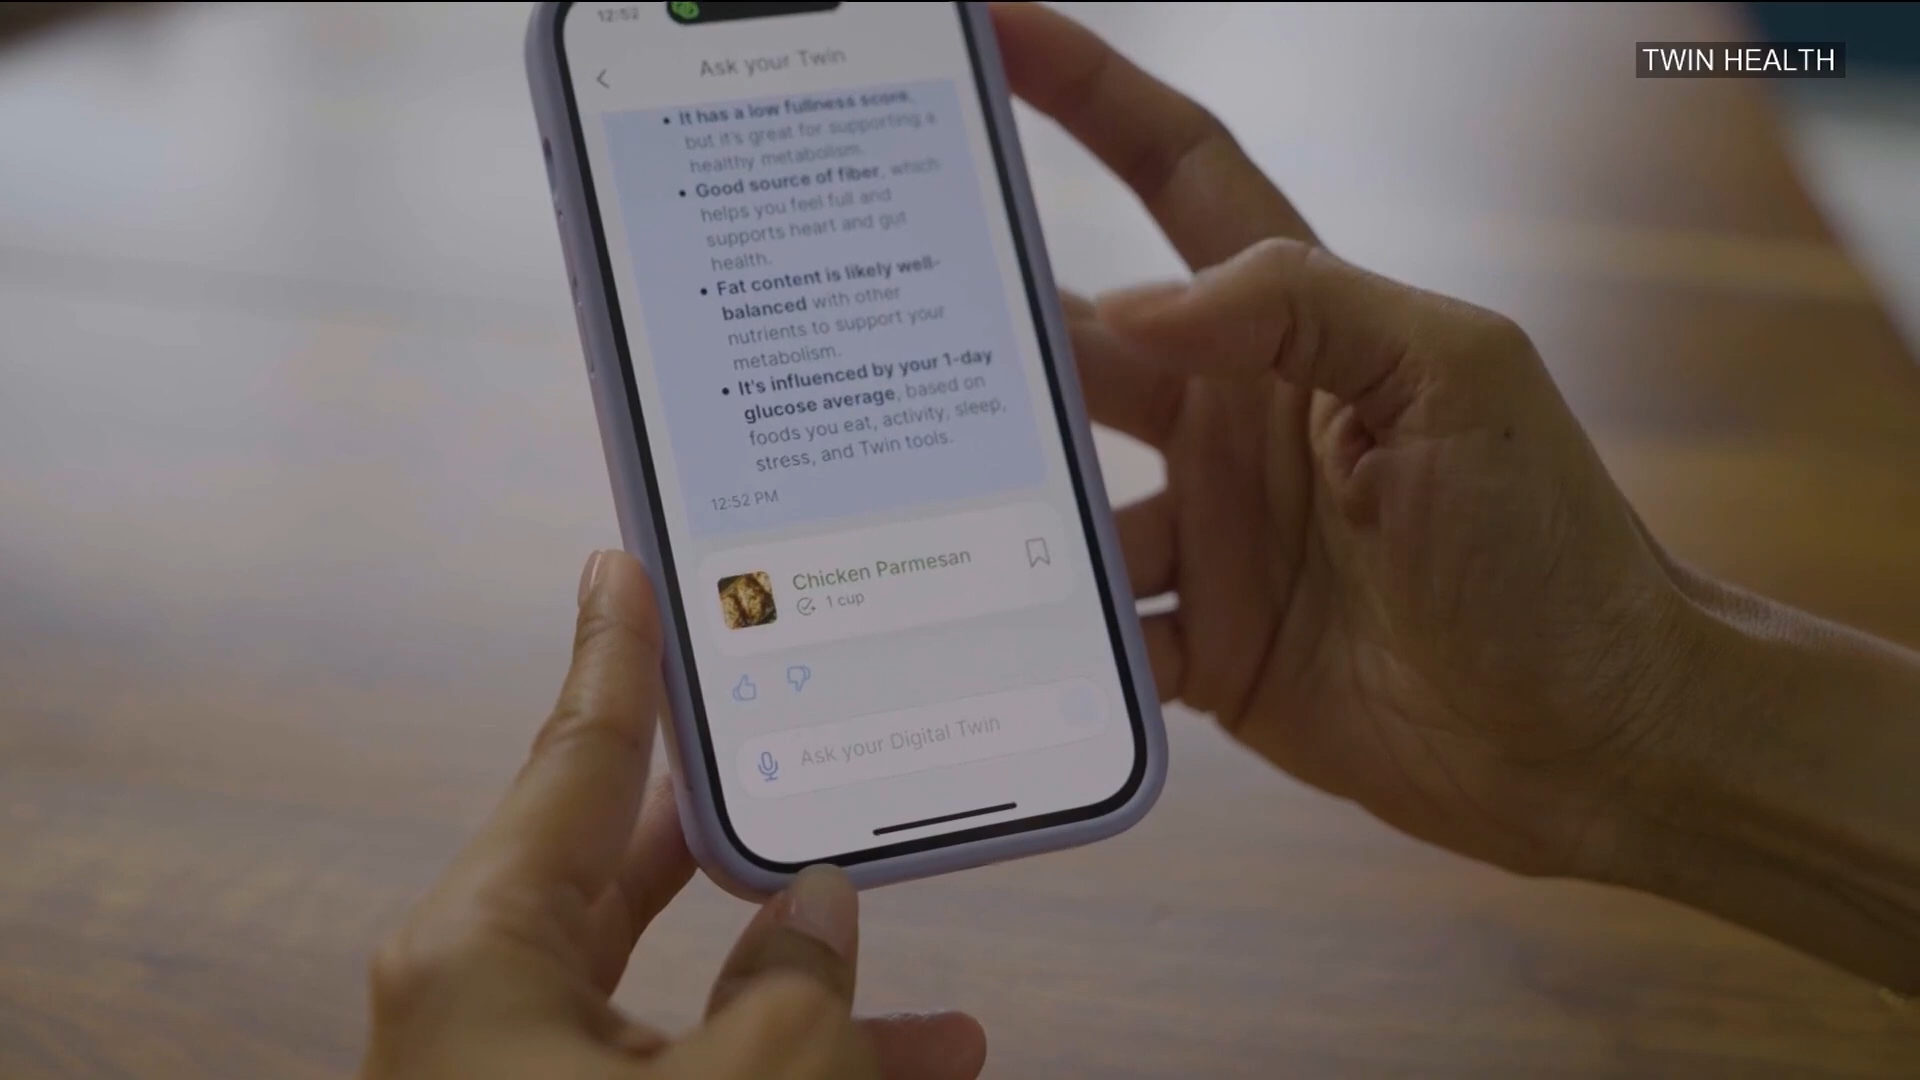 TWIN HEALTH
12:52
Ask your Twin
• It has a low fullness score,
but it's great for supporting a
healthy metabolism.
• Good source of fiber, which
helps you feel full and
supports heart and gut
health.
• Fat content is likely well-
balanced with other
nutrients to support your
metabolism.
• It's influenced by your 1-day
glucose average, based on
foods you eat, activity, sleep,
stress, and Twin tools.
12:52 PM
Chicken Parmesan
1 cup
Ask your Digital Twin